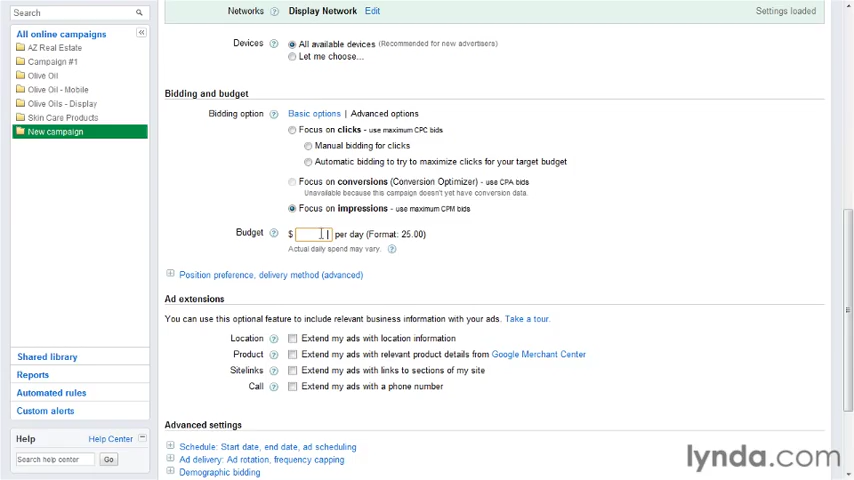 Search
Networks Display Network Edit Settings loaded
All online campaigns
AZ Real Estate
Campaign #1
Olive Oil
Olive Oil - Mobile
Olive Oils - Display
Skin Care Products
New campaign
Devices All available devices (Recommended for new advertisers)
Let me choose...
Bidding and budget
Bidding option Basic options | Advanced options
Focus on clicks - use maximum CPC bids
Manual bidding for clicks
Automatic bidding to try to maximize clicks for your target budget
Focus on conversions (Conversion Optimizer) - use CPA bids
Unavailable because this campaign doesn't yet have conversion data.
Focus on impressions - use maximum CPM bids
Budget $ per day (Format: 25.00)
Actual daily spend may vary.
Position preference, delivery method (advanced)
Ad extensions
You can use this optional feature to include relevant business information with your ads. Take a tour.
Location Extend my ads with location information
Product Extend my ads with relevant product details from Google Merchant Center
Sitelinks Extend my ads with links to sections of my site
Call Extend my ads with a phone number
Shared library
Reports
Automated rules
Custom alerts
Help Help Center
Search help center Go
Advanced settings
Schedule: Start date, end date, ad scheduling
Ad delivery: Ad rotation, frequency capping
Demographic bidding
lynda.com